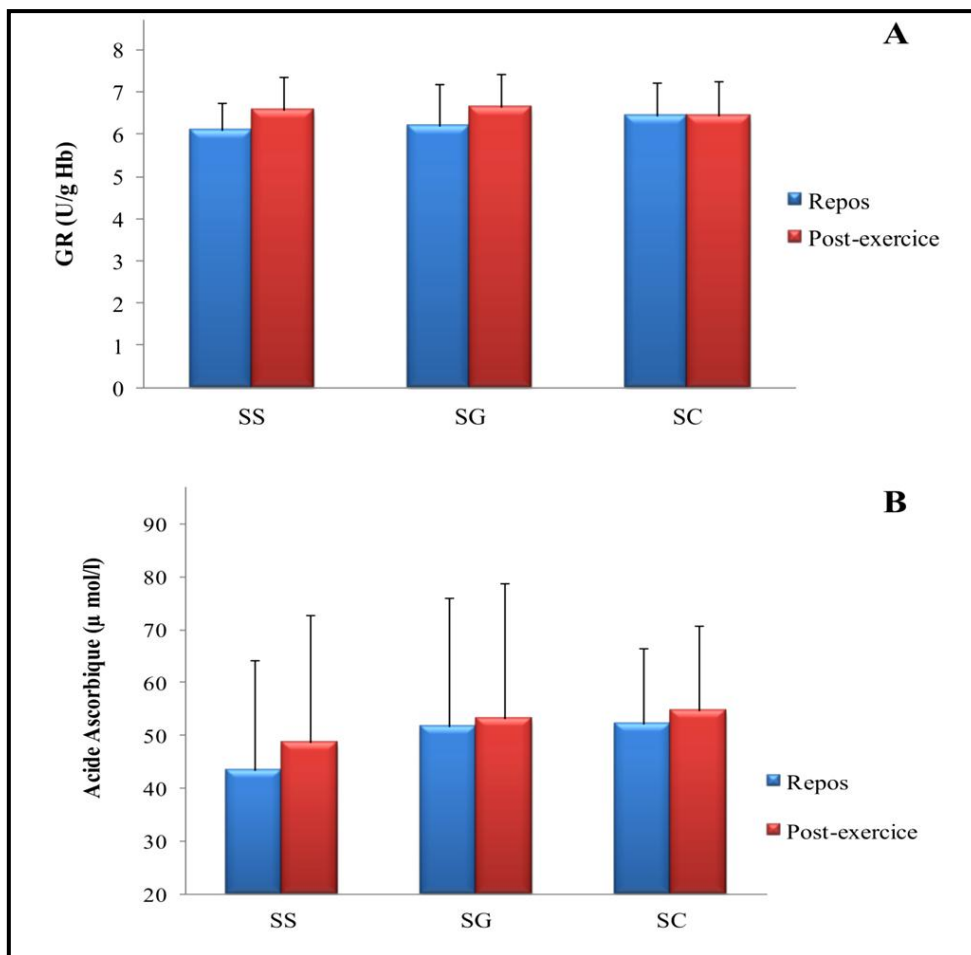 A
GR (U/g Hb)
8
7
6
5
4
3
2
1
0
SS SG SC
Repos
Post-exercice
B
Acide Ascorbique (µ mol/l)
90
80
70
60
50
40
30
20
SS SG SC
Repos
Post-exercice